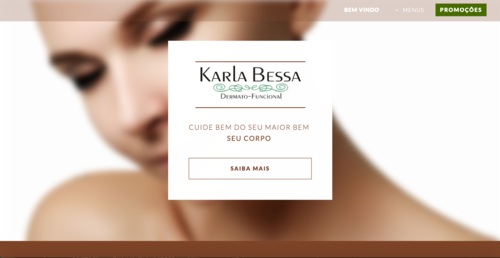 BEM VINDO
+ MENUS
PROMOÇÕES
KARLA BESSA
DERMATO-FUNCIONAL
CUIDE BEM DO SEU MAIOR BEM
SEU CORPO
SAIBA MAIS